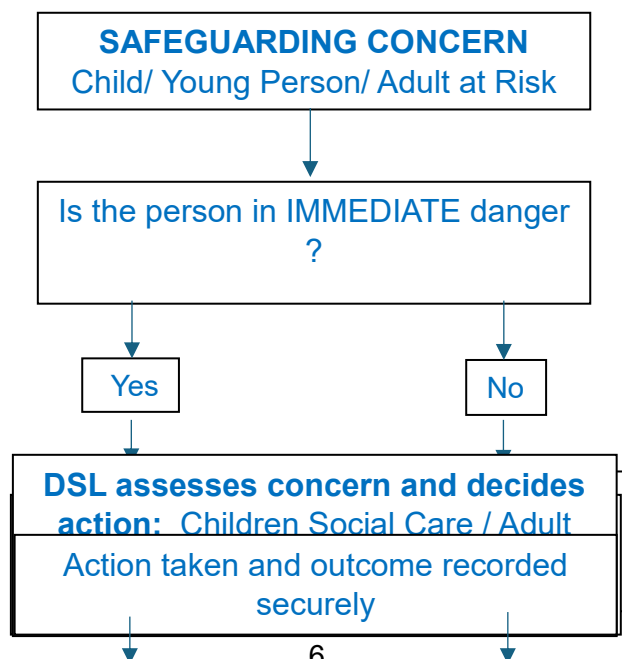 SAFEGUARDING CONCERN
Child/ Young Person/ Adult at Risk
Is the person in IMMEDIATE danger
?
Yes
No
DSL assesses concern and decides
action: Children Social Care / Adult
Action taken and outcome recorded
securely
6